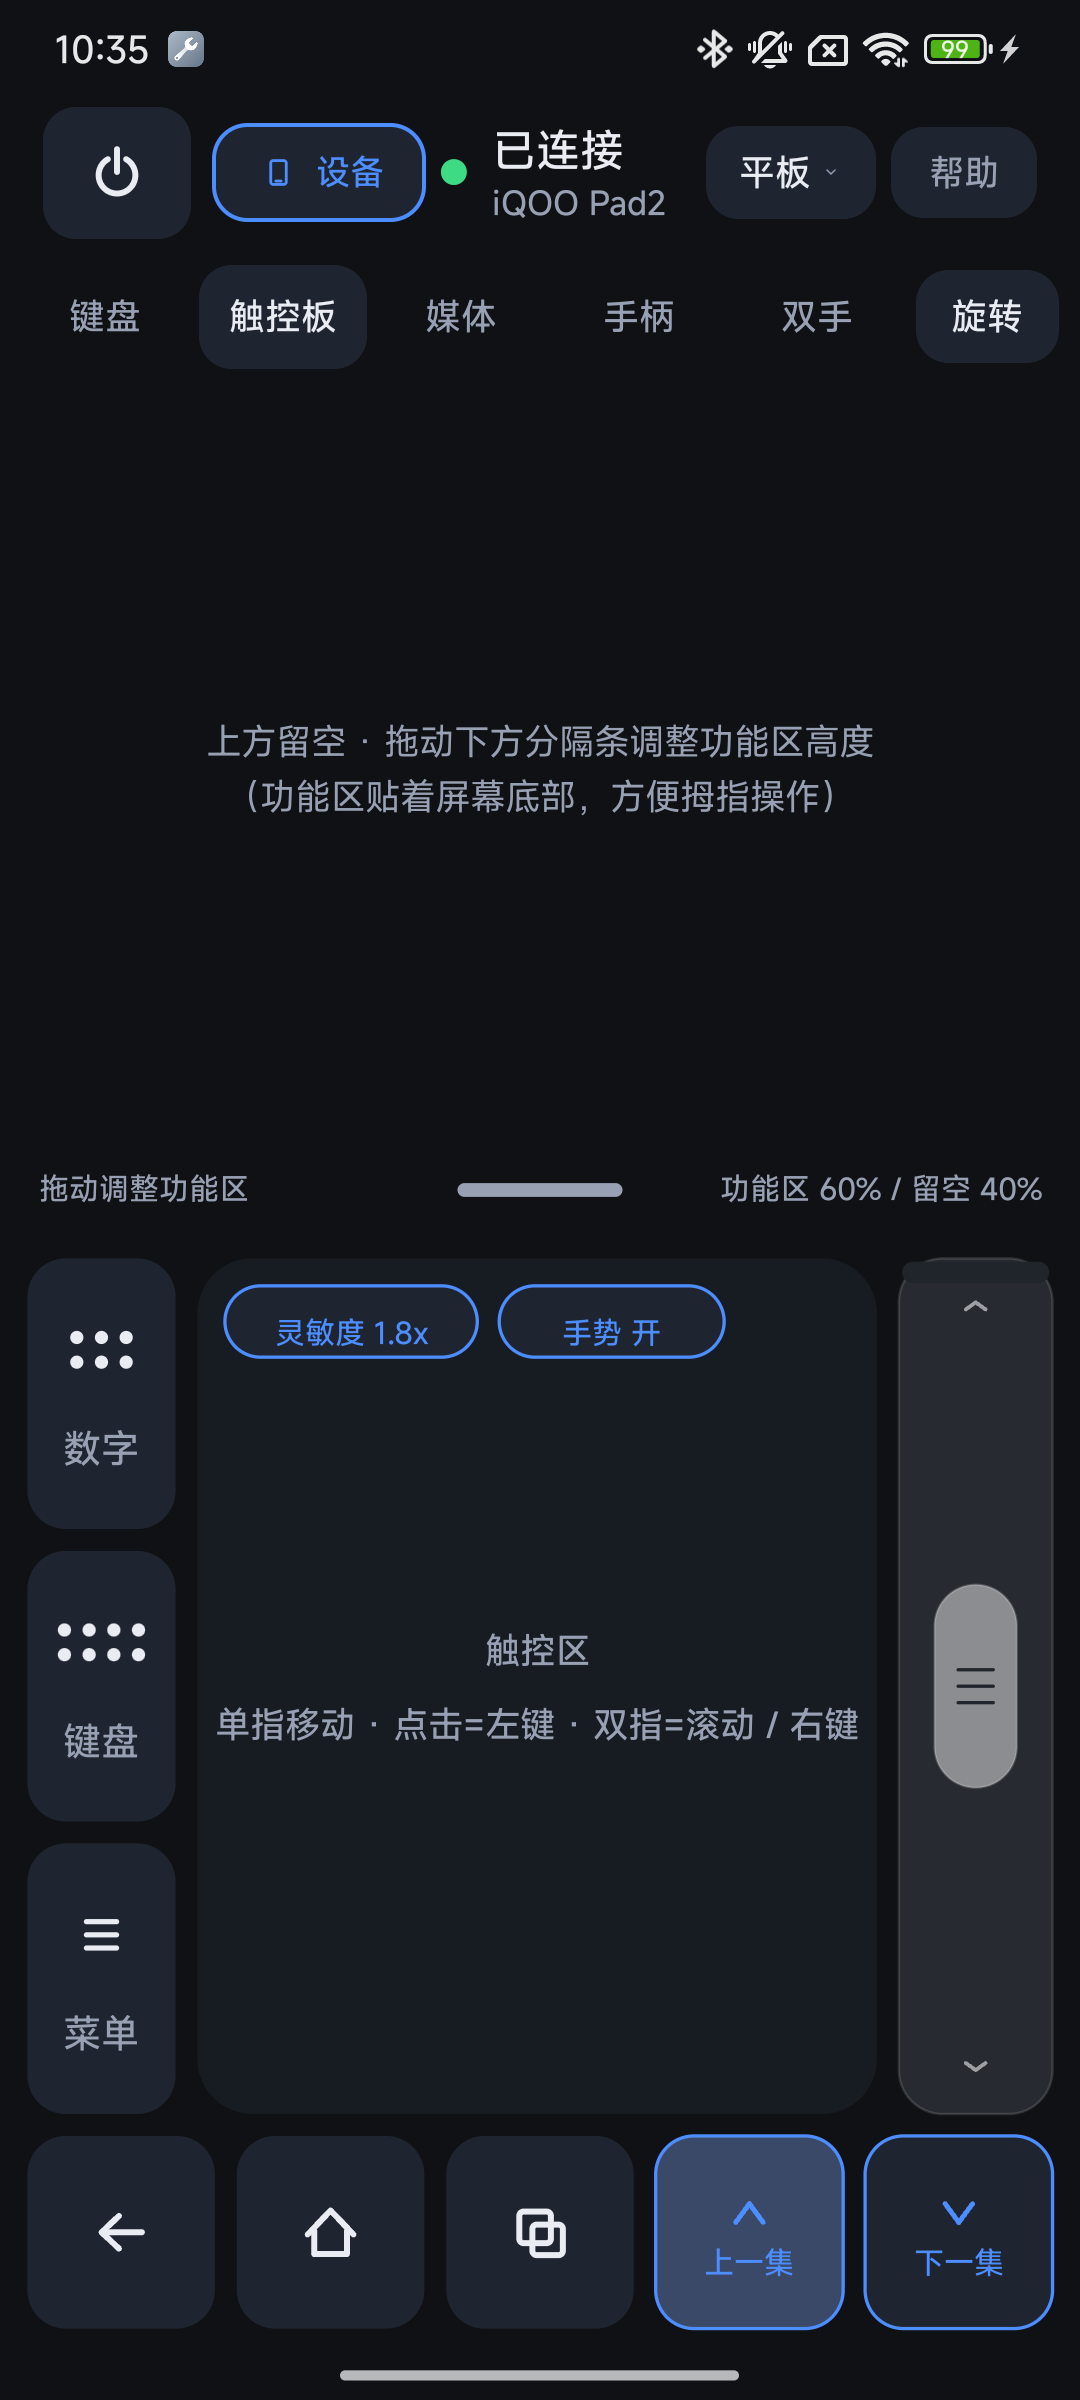 10:35
99
设备
已连接
iQOO Pad2
平板
帮助
键盘
触控板
媒体
手柄
双手
旋转
上方留空 · 拖动下方分隔条调整功能区高度
（功能区贴着屏幕底部，方便拇指操作）
拖动调整功能区
功能区 60% / 留空 40%
灵敏度 1.8x
手势 开
数字
键盘
菜单
触控区
单指移动 · 点击=左键 · 双指=滚动 / 右键
上一集
下一集